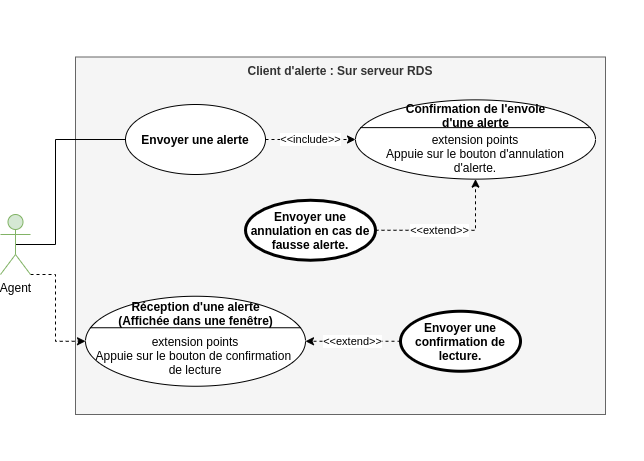 Client d'alerte : Sur serveur RDS
Envoyer une alerte
<<include>>
Confirmation de l'envoie
d'une alerte
extension points
Appuie sur le bouton d'annulation
d'alerte.
Envoyer une
annulation en cas de
fausse alerte.
<<extend>>
Agent
Réception d'une alerte
(Affichée dans une fenêtre)
extension points
Appuie sur le bouton de confirmation
de lecture
<<extend>>
Envoyer une
confirmation de
lecture.